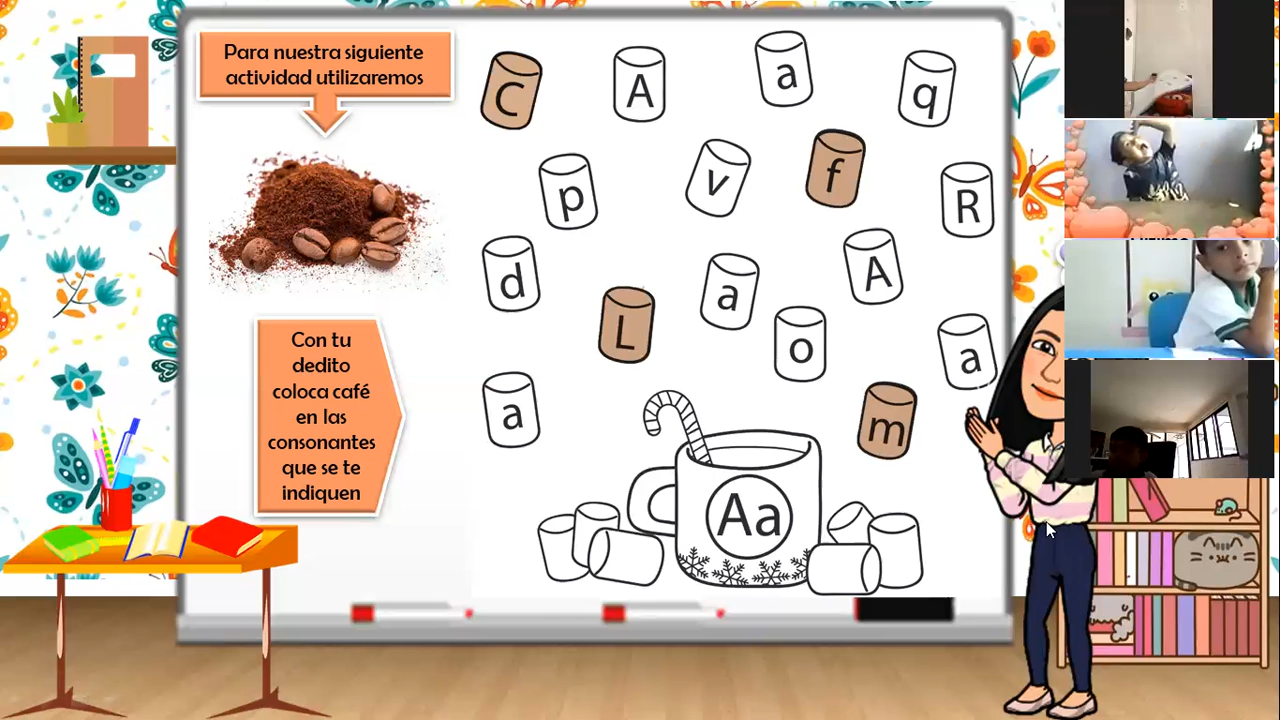 Para nuestra siguiente
actividad utilizaremos
C A a q
p v f R
d a A
L o a
a m
Con tu
dedito
coloca café
en las
consonantes
que se te
indiquen
Aa